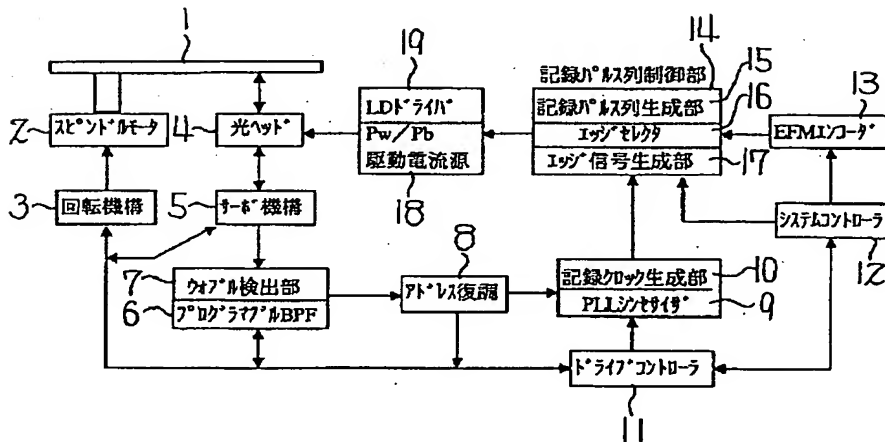 1
19
LDドライバ
Pw/Pb
駆動電流源
18
14
記録パルス列制御部
15
記録パルス列生成部
16
エッジセレクタ
エッジ信号生成部
17
13
EFMエンコーダ
2
スピンドルモータ
4
光ヘッド
3
回転機構
5
サーボ機構
システムコントローラ
12
7
ウォブル検出部
6
プログラマブルBPF
8
アドレス復調
記録クロック生成部
10
PLLシンセサイザ
9
ドライブコントローラ
11